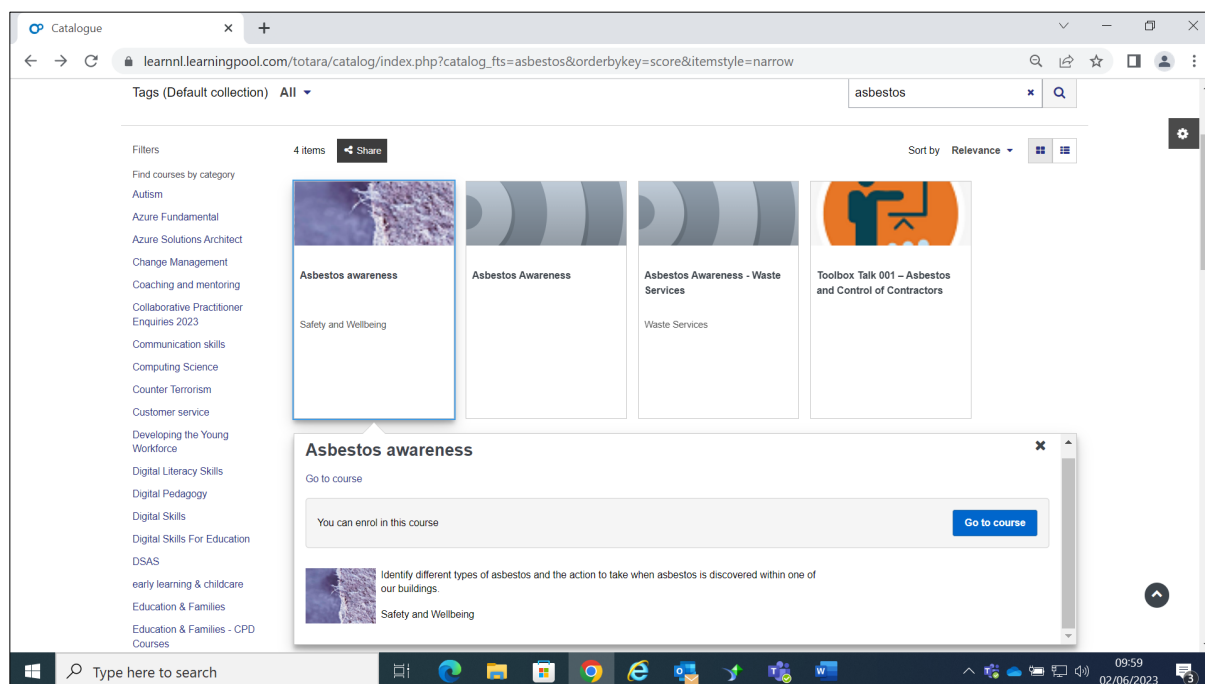 Catalogue
learnnl.learningpool.com/totara/catalog/index.php?catalog_fts=asbestos&orderbykey=score&itemstyle=narrow
Tags (Default collection) All
asbestos
Filters
4 items
Share
Sort by Relevance
Find courses by category
Autism
Azure Fundamental
Azure Solutions Architect
Change Management
Coaching and mentoring
Collaborative Practitioner
Enquiries 2023
Communication skills
Computing Science
Counter Terrorism
Customer service
Developing the Young
Workforce
Digital Literacy Skills
Digital Pedagogy
Digital Skills
Digital Skills For Education
DSAS
early learning & childcare
Education & Families
Education & Families - CPD
Courses
Asbestos awareness
Safety and Wellbeing
Asbestos Awareness
Asbestos Awareness - Waste
Services
Waste Services
Toolbox Talk 001 – Asbestos
and Control of Contractors
Asbestos awareness
Go to course
You can enrol in this course
Go to course
Identify different types of asbestos and the action to take when asbestos is discovered within one of
our buildings.
Safety and Wellbeing
Type here to search
09:59
02/06/2023
3